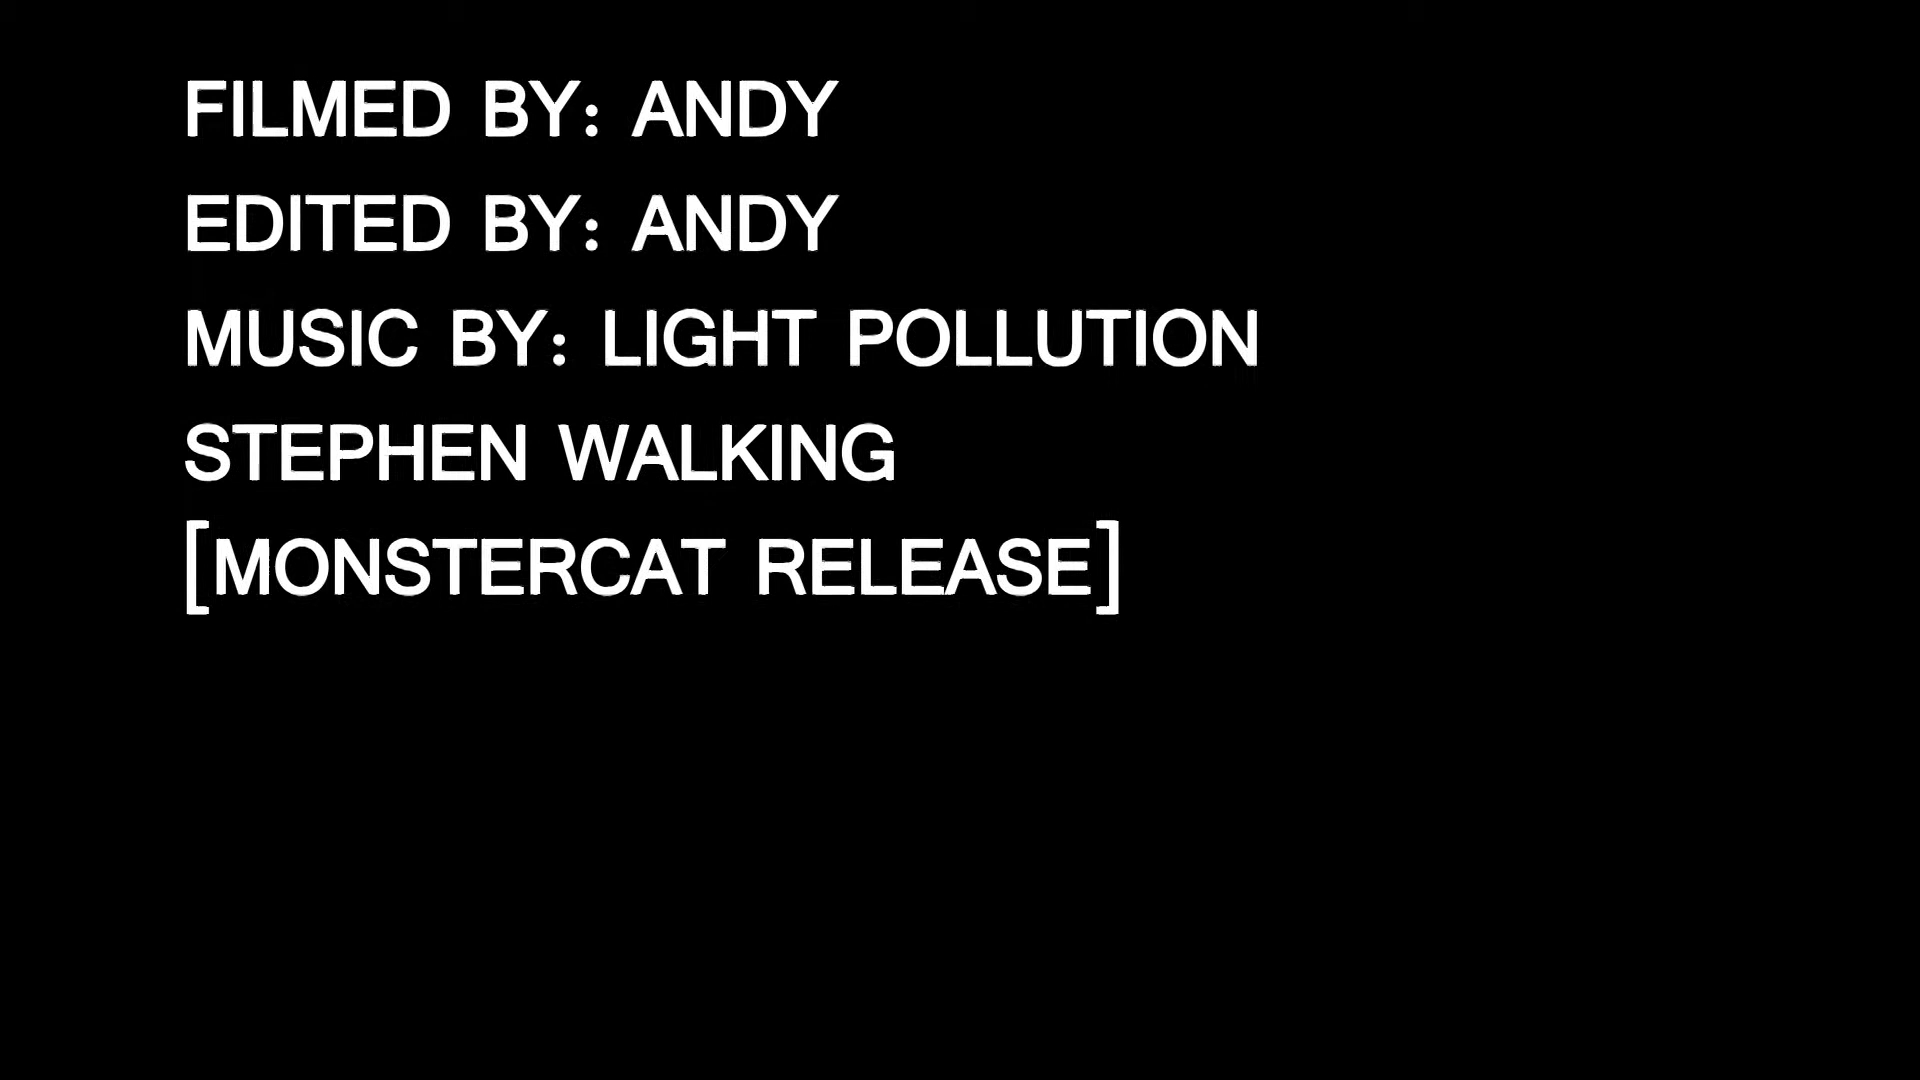 FILMED BY: ANDY
EDITED BY: ANDY
MUSIC BY: LIGHT POLLUTION
STEPHEN WALKING
[MONSTERCAT RELEASE]